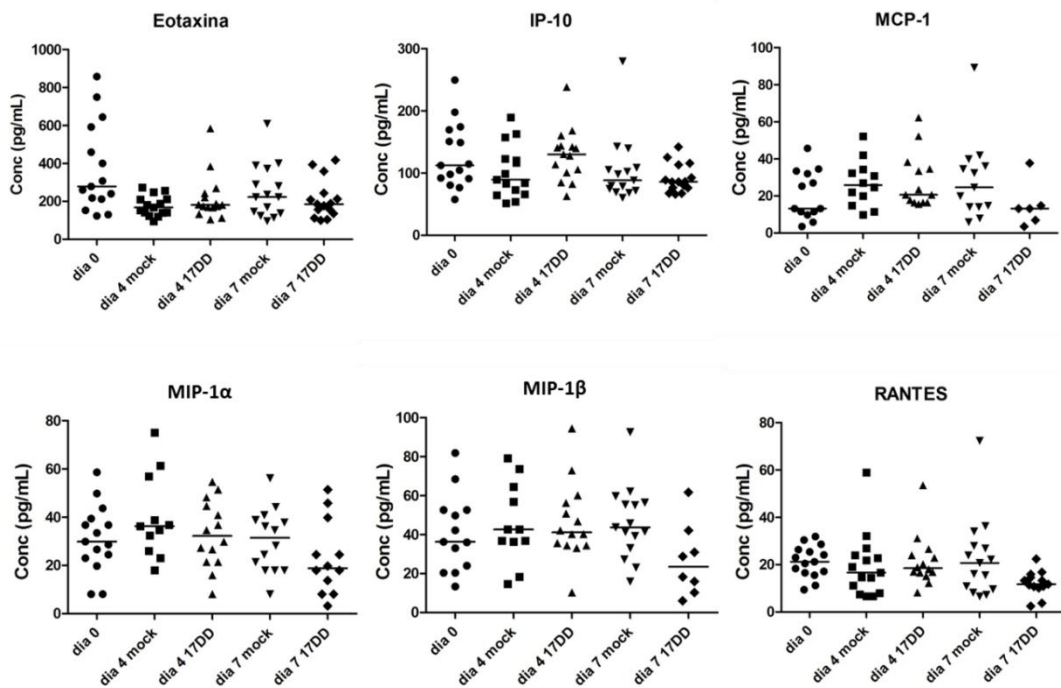 Eotaxina
Conc (pg/mL)
1000
800
600
400
200
0
dia 0
dia 4 mock
dia 4 17DD
dia 7 mock
dia 7 17DD
IP-10
Conc (pg/mL)
300
200
100
0
dia 0
dia 4 mock
dia 4 17DD
dia 7 mock
dia 7 17DD
MCP-1
Conc (pg/mL)
100
80
60
40
20
0
dia 0
dia 4 mock
dia 4 17DD
dia 7 mock
dia 7 17DD
MIP-1α
Conc (pg/mL)
80
60
40
20
0
dia 0
dia 4 mock
dia 4 17DD
dia 7 mock
dia 7 17DD
MIP-1β
Conc (pg/mL)
100
80
60
40
20
0
dia 0
dia 4 mock
dia 4 17DD
dia 7 mock
dia 7 17DD
RANTES
Conc (pg/mL)
80
60
40
20
0
dia 0
dia 4 mock
dia 4 17DD
dia 7 mock
dia 7 17DD